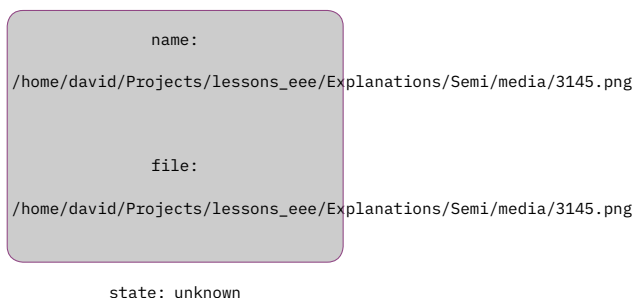 name:
/home/david/Projects/lessons_eee/Explanations/Semi/media/3145.png
file:
/home/david/Projects/lessons_eee/Explanations/Semi/media/3145.png
state: unknown